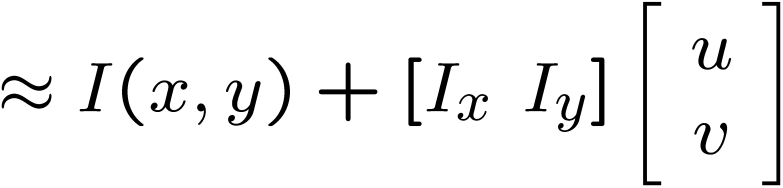 ≈ I(x, y) + [I_x I_y] [u
v]